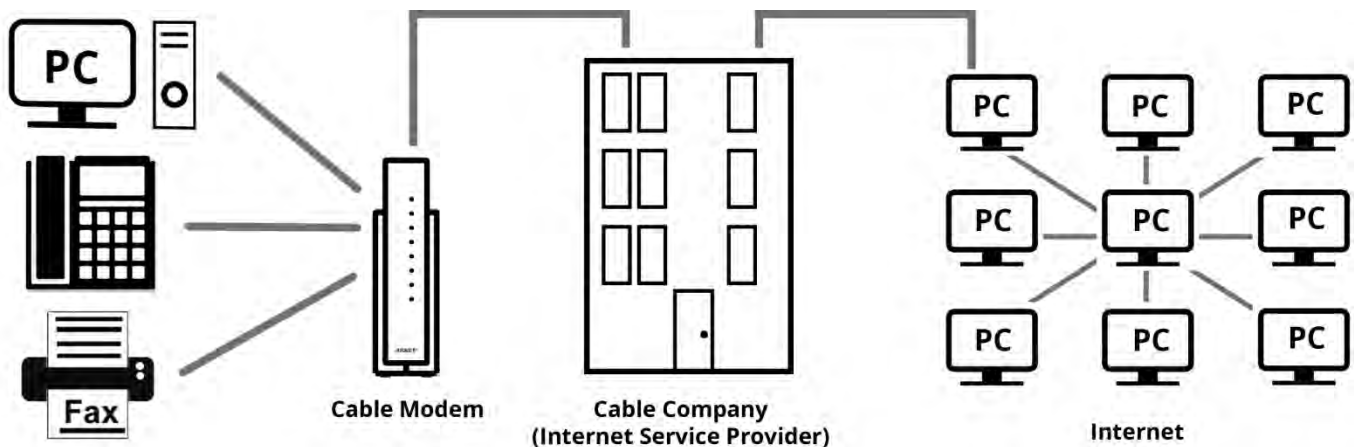 PC
PC PC PC
PC PC PC
PC PC PC
Fax
Cable Modem
Cable Company
(Internet Service Provider)
Internet